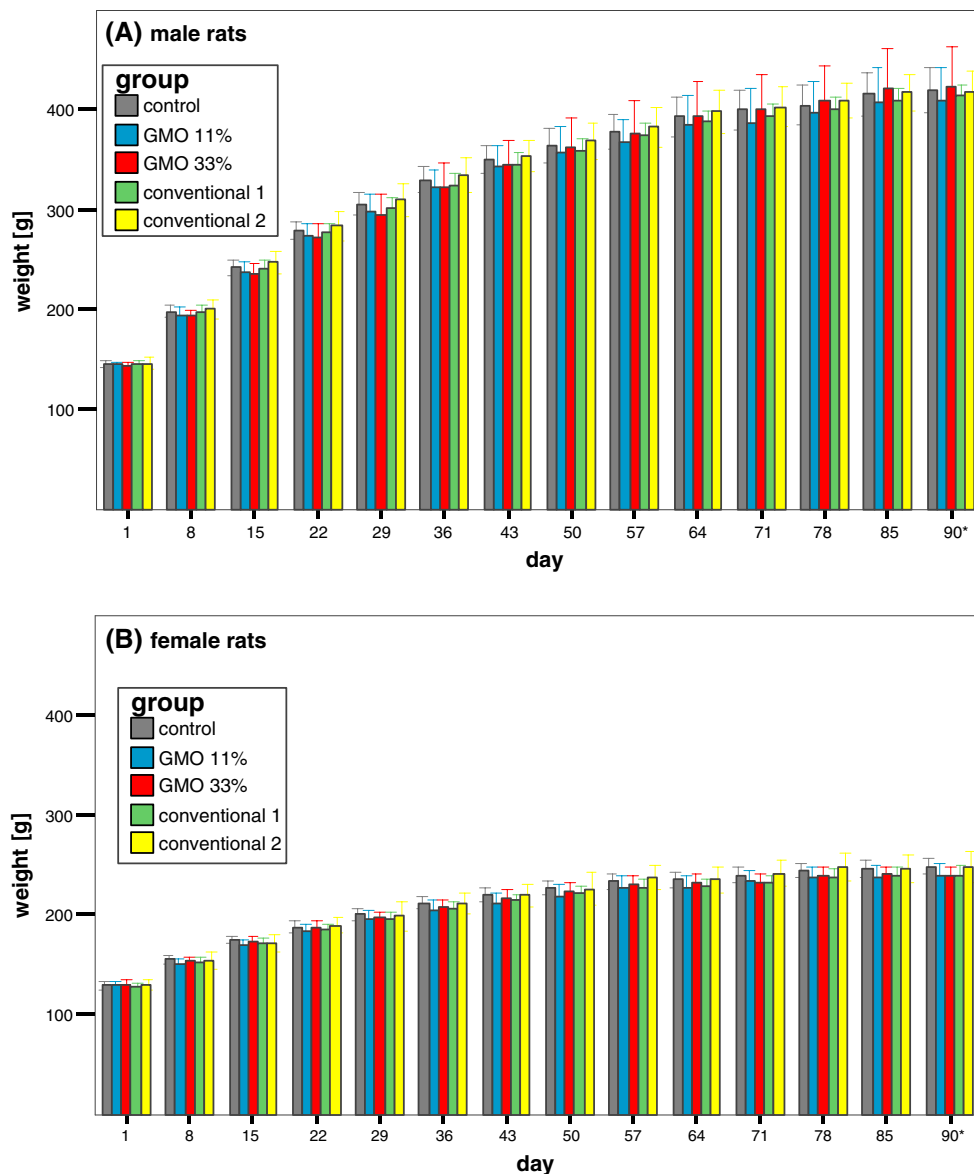 (A) male rats
group
control
GMO 11%
GMO 33%
conventional 1
conventional 2
weight [g]
400
300
200
100
1 8 15 22 29 36 43 50 57 64 71 78 85 90*
day
(B) female rats
group
control
GMO 11%
GMO 33%
conventional 1
conventional 2
weight [g]
400
300
200
100
1 8 15 22 29 36 43 50 57 64 71 78 85 90*
day